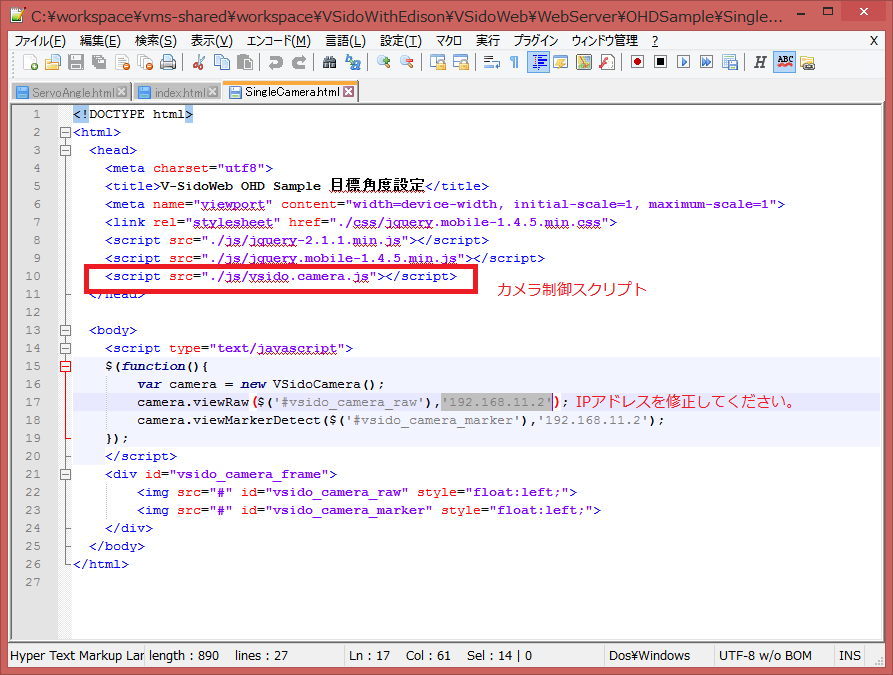 C:¥workspace¥vms-shared¥workspace¥VSidoWithEdison¥VSidoWeb¥WebServer¥OHDSample¥Single...
ファイル(F) 編集(E) 検索(S) 表示(V) エンコード(M) 言語(L) 設定(T) マクロ 実行 プラグイン ウィンドウ管理 ? X
ServoAngle.html index.html SingleCamera.html
1 <!DOCTYPE html>
2 <html>
3 <head>
4 <meta charset="utf8">
5 <title>V-SidoWeb OHD Sample 目標角度設定</title>
6 <meta name="viewport" content="width=device-width, initial-scale=1, maximum-scale=1">
7 <link rel="stylesheet" href="./css/jquery.mobile-1.4.5.min.css">
8 <script src="./js/jquery-2.1.1.min.js"></script>
9 <script src="./js/jquery.mobile-1.4.5.min.js"></script>
10 <script src="./js/vsido.camera.js"></script>
カメラ制御スクリプト
11 </head>
12
13 <body>
14 <script type="text/javascript">
15 $(function(){
16 var camera = new VSidoCamera();
17 camera.viewRaw($('#vsido_camera_raw'),'192.168.11.2'); IPアドレスを修正してください。
18 camera.viewMarkerDetect($('#vsido_camera_marker'),'192.168.11.2');
19 });
20 </script>
21 <div id="vsido_camera_frame">
22 <img src="#" id="vsido_camera_raw" style="float:left;">
23 <img src="#" id="vsido_camera_marker" style="float:left;">
24 </div>
25 </body>
26 </html>
27
Hyper Text Markup Lar length : 890 lines : 27 Ln : 17 Col : 61 Sel : 14 | 0 Dos¥Windows UTF-8 w/o BOM INS